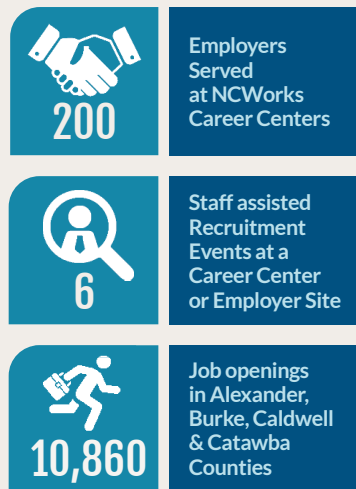 200
Employers
Served
at NCWorks
Career Centers
6
Staff assisted
Recruitment
Events at a
Career Center
or Employer Site
10,860
Job openings
in Alexander,
Burke, Caldwell
& Catawba
Counties